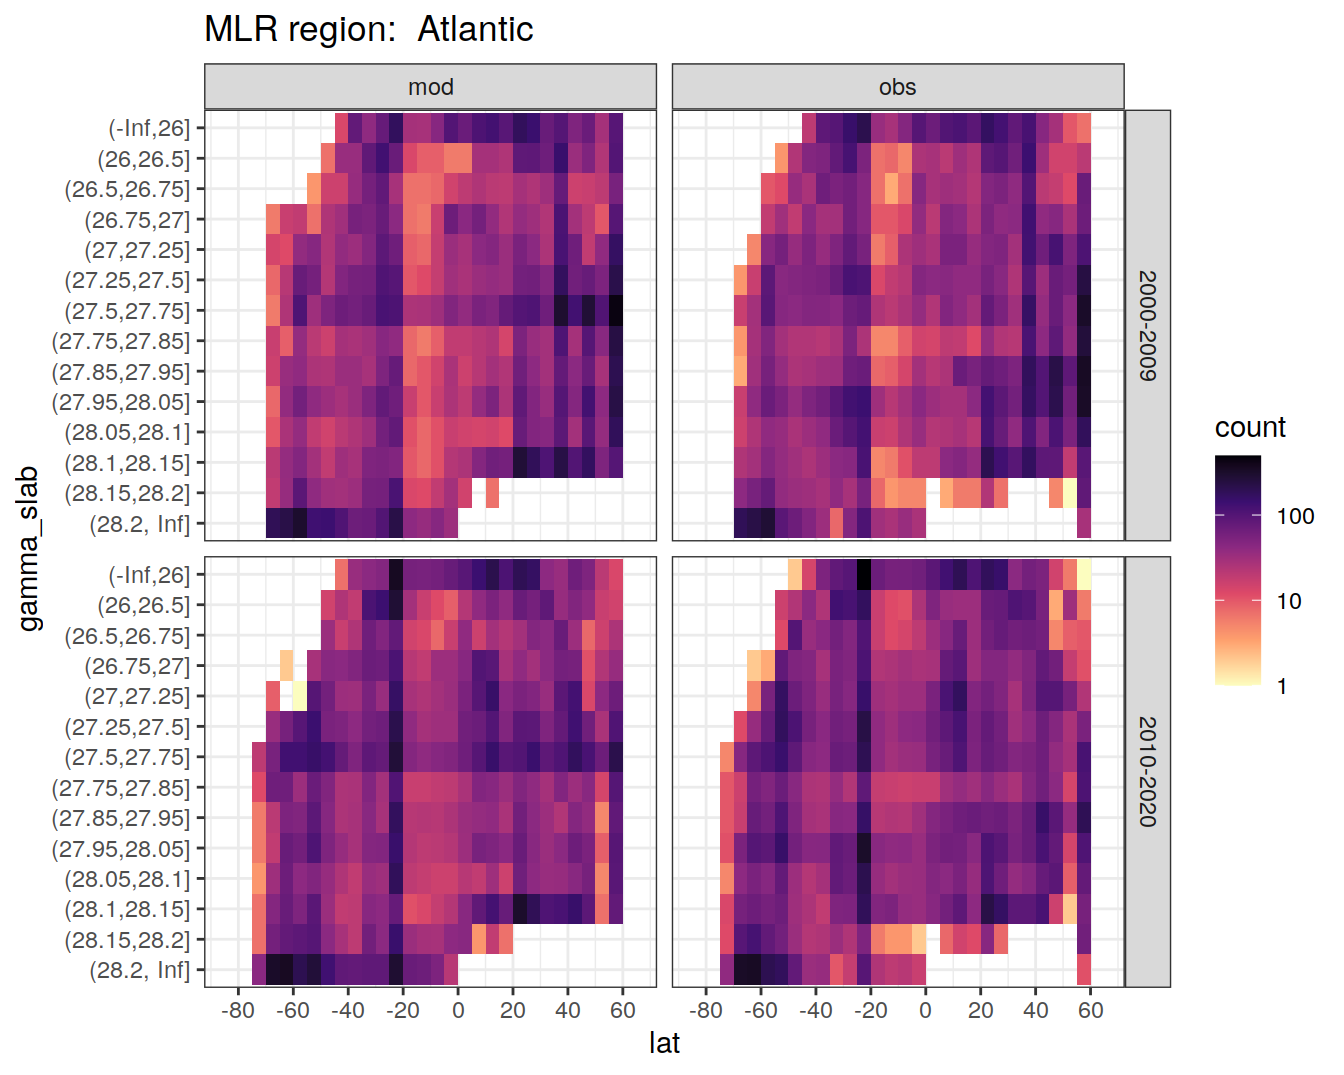 MLR region:  Atlantic
mod
obs
(-Inf,26]
(26,26.5]
(26.5,26.75]
(26.75,27]
(27,27.25]
(27.25,27.5]
(27.5,27.75]
(27.75,27.85]
(27.85,27.95]
(27.95,28.05]
(28.05,28.1]
(28.1,28.15]
(28.15,28.2]
(28.2, Inf]
2000-2009
(-Inf,26]
(26,26.5]
(26.5,26.75]
(26.75,27]
(27,27.25]
(27.25,27.5]
(27.5,27.75]
(27.75,27.85]
(27.85,27.95]
(27.95,28.05]
(28.05,28.1]
(28.1,28.15]
(28.15,28.2]
(28.2, Inf]
2010-2020
gamma_slab
-80 -60 -40 -20 0 20 40 60
-80 -60 -40 -20 0 20 40 60
lat
count
100
10
1